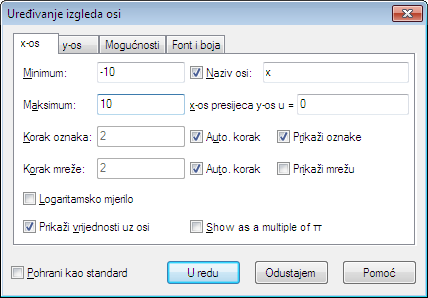 Uređivanje izgleda osi
x-os y-os Mogućnosti Font i boja
Minimum: -10 Naziv osi: x
Maksimum: 10 x-os presijeca y-os u = 0
Korak oznaka: 2 Auto. korak Prikaži oznake
Korak mreže: 2 Auto. korak Prikaži mrežu
Logaritamsko mjerilo
Prikaži vrijednosti uz osi Show as a multiple of π
Pohrani kao standard U redu Odustajem Pomoć